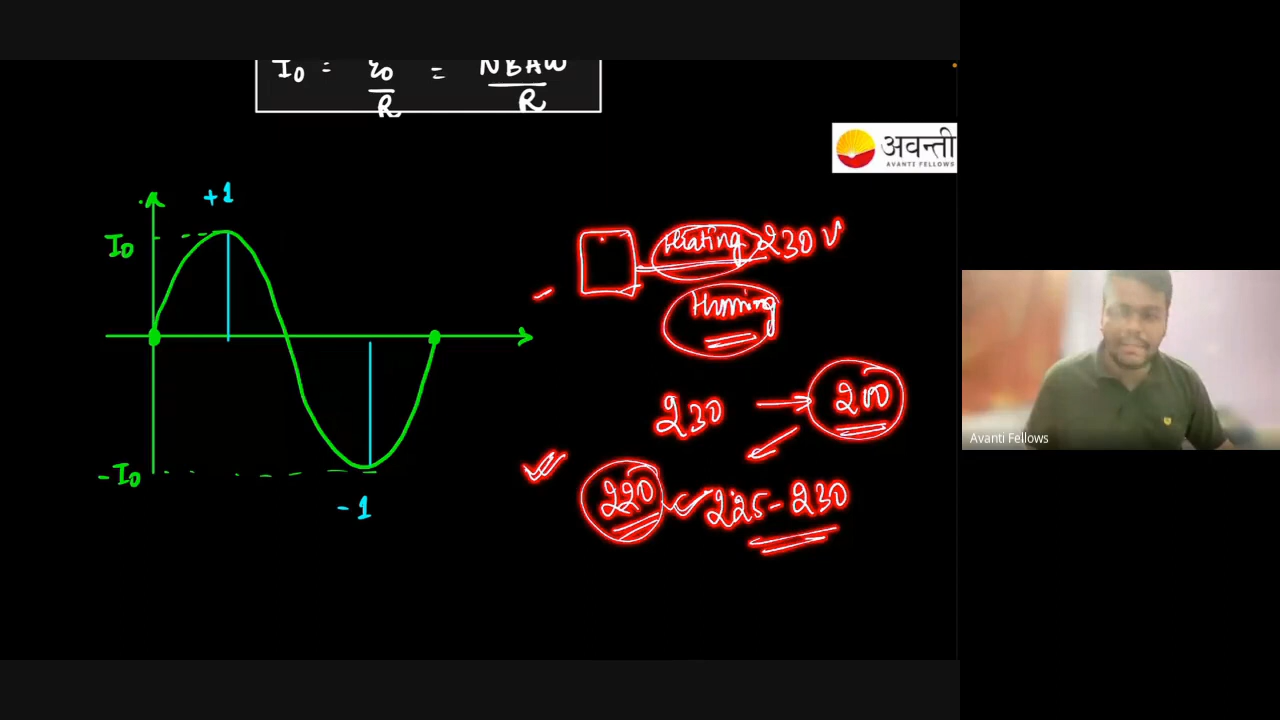 I₀ = ε₀/R = NBAω/R
अवन्ती
AVANTI FELLOWS
+1
I₀
Heating 230 V
Humming
230 → 200
-I₀
220 225-230
-1
Avanti Fellows